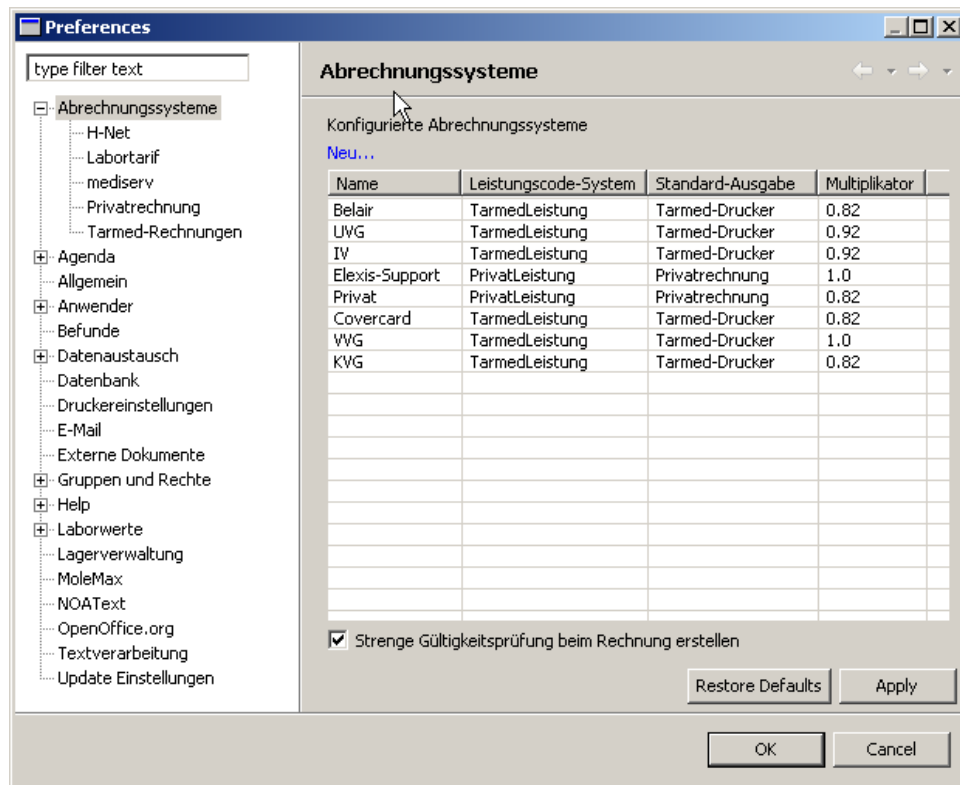 Preferences
type filter text
Abrechnungssysteme
H-Net
Labortarif
mediserv
Privatrechnung
Tarmed-Rechnungen
Agenda
Allgemein
Anwender
Befunde
Datenaustausch
Datenbank
Druckereinstellungen
E-Mail
Externe Dokumente
Gruppen und Rechte
Help
Laborwerte
Lagerverwaltung
MoleMax
NOAText
OpenOffice.org
Textverarbeitung
Update Einstellungen
Abrechnungssysteme
Konfigurierte Abrechnungssysteme
Neu...
Name Leistungscode-System Standard-Ausgabe Multiplikator
Belair TarmedLeistung Tarmed-Drucker 0.82
UVG TarmedLeistung Tarmed-Drucker 0.92
IV TarmedLeistung Tarmed-Drucker 0.92
Elexis-Support PrivatLeistung Privatrechnung 1.0
Privat PrivatLeistung Privatrechnung 0.82
Covercard TarmedLeistung Tarmed-Drucker 0.82
VVG TarmedLeistung Tarmed-Drucker 1.0
KVG TarmedLeistung Tarmed-Drucker 0.82
Strenge Gültigkeitsprüfung beim Rechnung erstellen
Restore Defaults Apply
OK Cancel